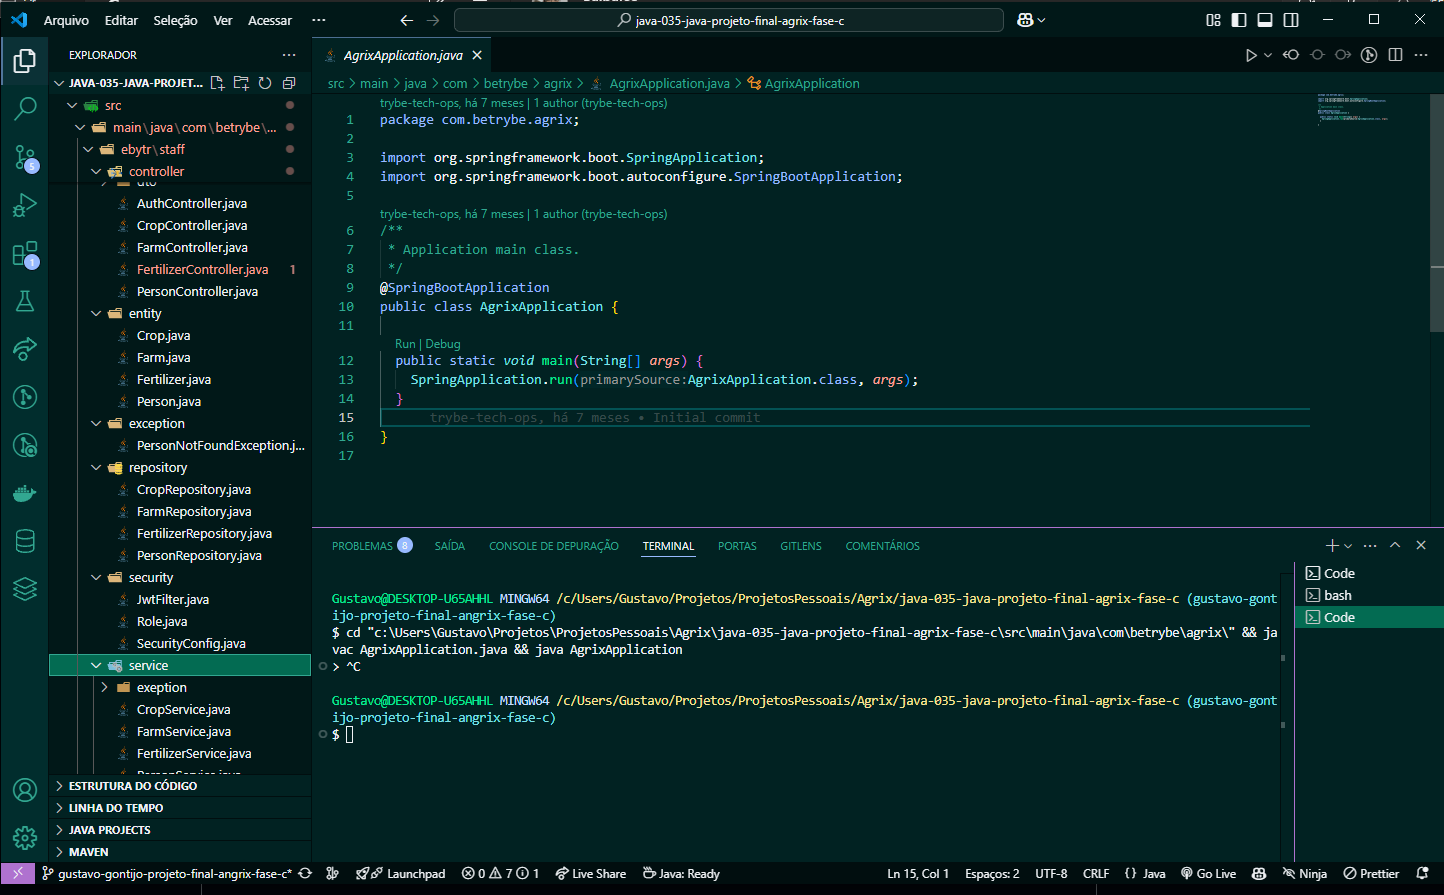 Arquivo Editar Seleção Ver Acessar ···
java-035-java-projeto-final-agrix-fase-c
EXPLORADOR
JAVA-035-JAVA-PROJET...
src
main\java\com\betrybe\...
ebytr\staff
controller
AuthController.java
CropController.java
FarmController.java
FertilizerController.java 1
PersonController.java
entity
Crop.java
Farm.java
Fertilizer.java
Person.java
exception
PersonNotFoundException.j...
repository
CropRepository.java
FarmRepository.java
FertilizerRepository.java
PersonRepository.java
security
JwtFilter.java
Role.java
SecurityConfig.java
service
exeption
CropService.java
FarmService.java
FertilizerService.java
PersonService.java
ESTRUTURA DO CÓDIGO
LINHA DO TEMPO
JAVA PROJECTS
MAVEN
5
1
AgrixApplication.java
src > main > java > com > betrybe > agrix > AgrixApplication.java > AgrixApplication
trybe-tech-ops, há 7 meses | 1 author (trybe-tech-ops)
1 package com.betrybe.agrix;
2
3 import org.springframework.boot.SpringApplication;
4 import org.springframework.boot.autoconfigure.SpringBootApplication;
5
trybe-tech-ops, há 7 meses | 1 author (trybe-tech-ops)
6 /**
7 * Application main class.
8 */
9 @SpringBootApplication
10 public class AgrixApplication {
11
Run | Debug
12 public static void main(String[] args) {
13 SpringApplication.run(primarySource:AgrixApplication.class, args);
14 }
15 trybe-tech-ops, há 7 meses • Initial commit
16 }
17
PROBLEMAS 8 SAÍDA CONSOLE DE DEPURAÇÃO TERMINAL PORTAS GITLENS COMENTÁRIOS
Gustavo@DESKTOP-U65AHHL MINGW64 /c/Users/Gustavo/Projetos/ProjetosPessoais/Agrix/java-035-java-projeto-final-agrix-fase-c (gustavo-gont
ijo-projeto-final-angrix-fase-c)
$ cd "c:\Users\Gustavo\Projetos\ProjetosPessoais\Agrix\java-035-java-projeto-final-agrix-fase-c\src\main\java\com\betrybe\agrix\" && ja
vac AgrixApplication.java && java AgrixApplication
> ^C
Gustavo@DESKTOP-U65AHHL MINGW64 /c/Users/Gustavo/Projetos/ProjetosPessoais/Agrix/java-035-java-projeto-final-agrix-fase-c (gustavo-gont
ijo-projeto-final-angrix-fase-c)
$
Code
bash
Code
gustavo-gontijo-projeto-final-angrix-fase-c* Launchpad 0 7 1 Live Share Java: Ready Ln 15, Col 1 Espaços: 2 UTF-8 CRLF {} Java Go Live Ninja Prettier